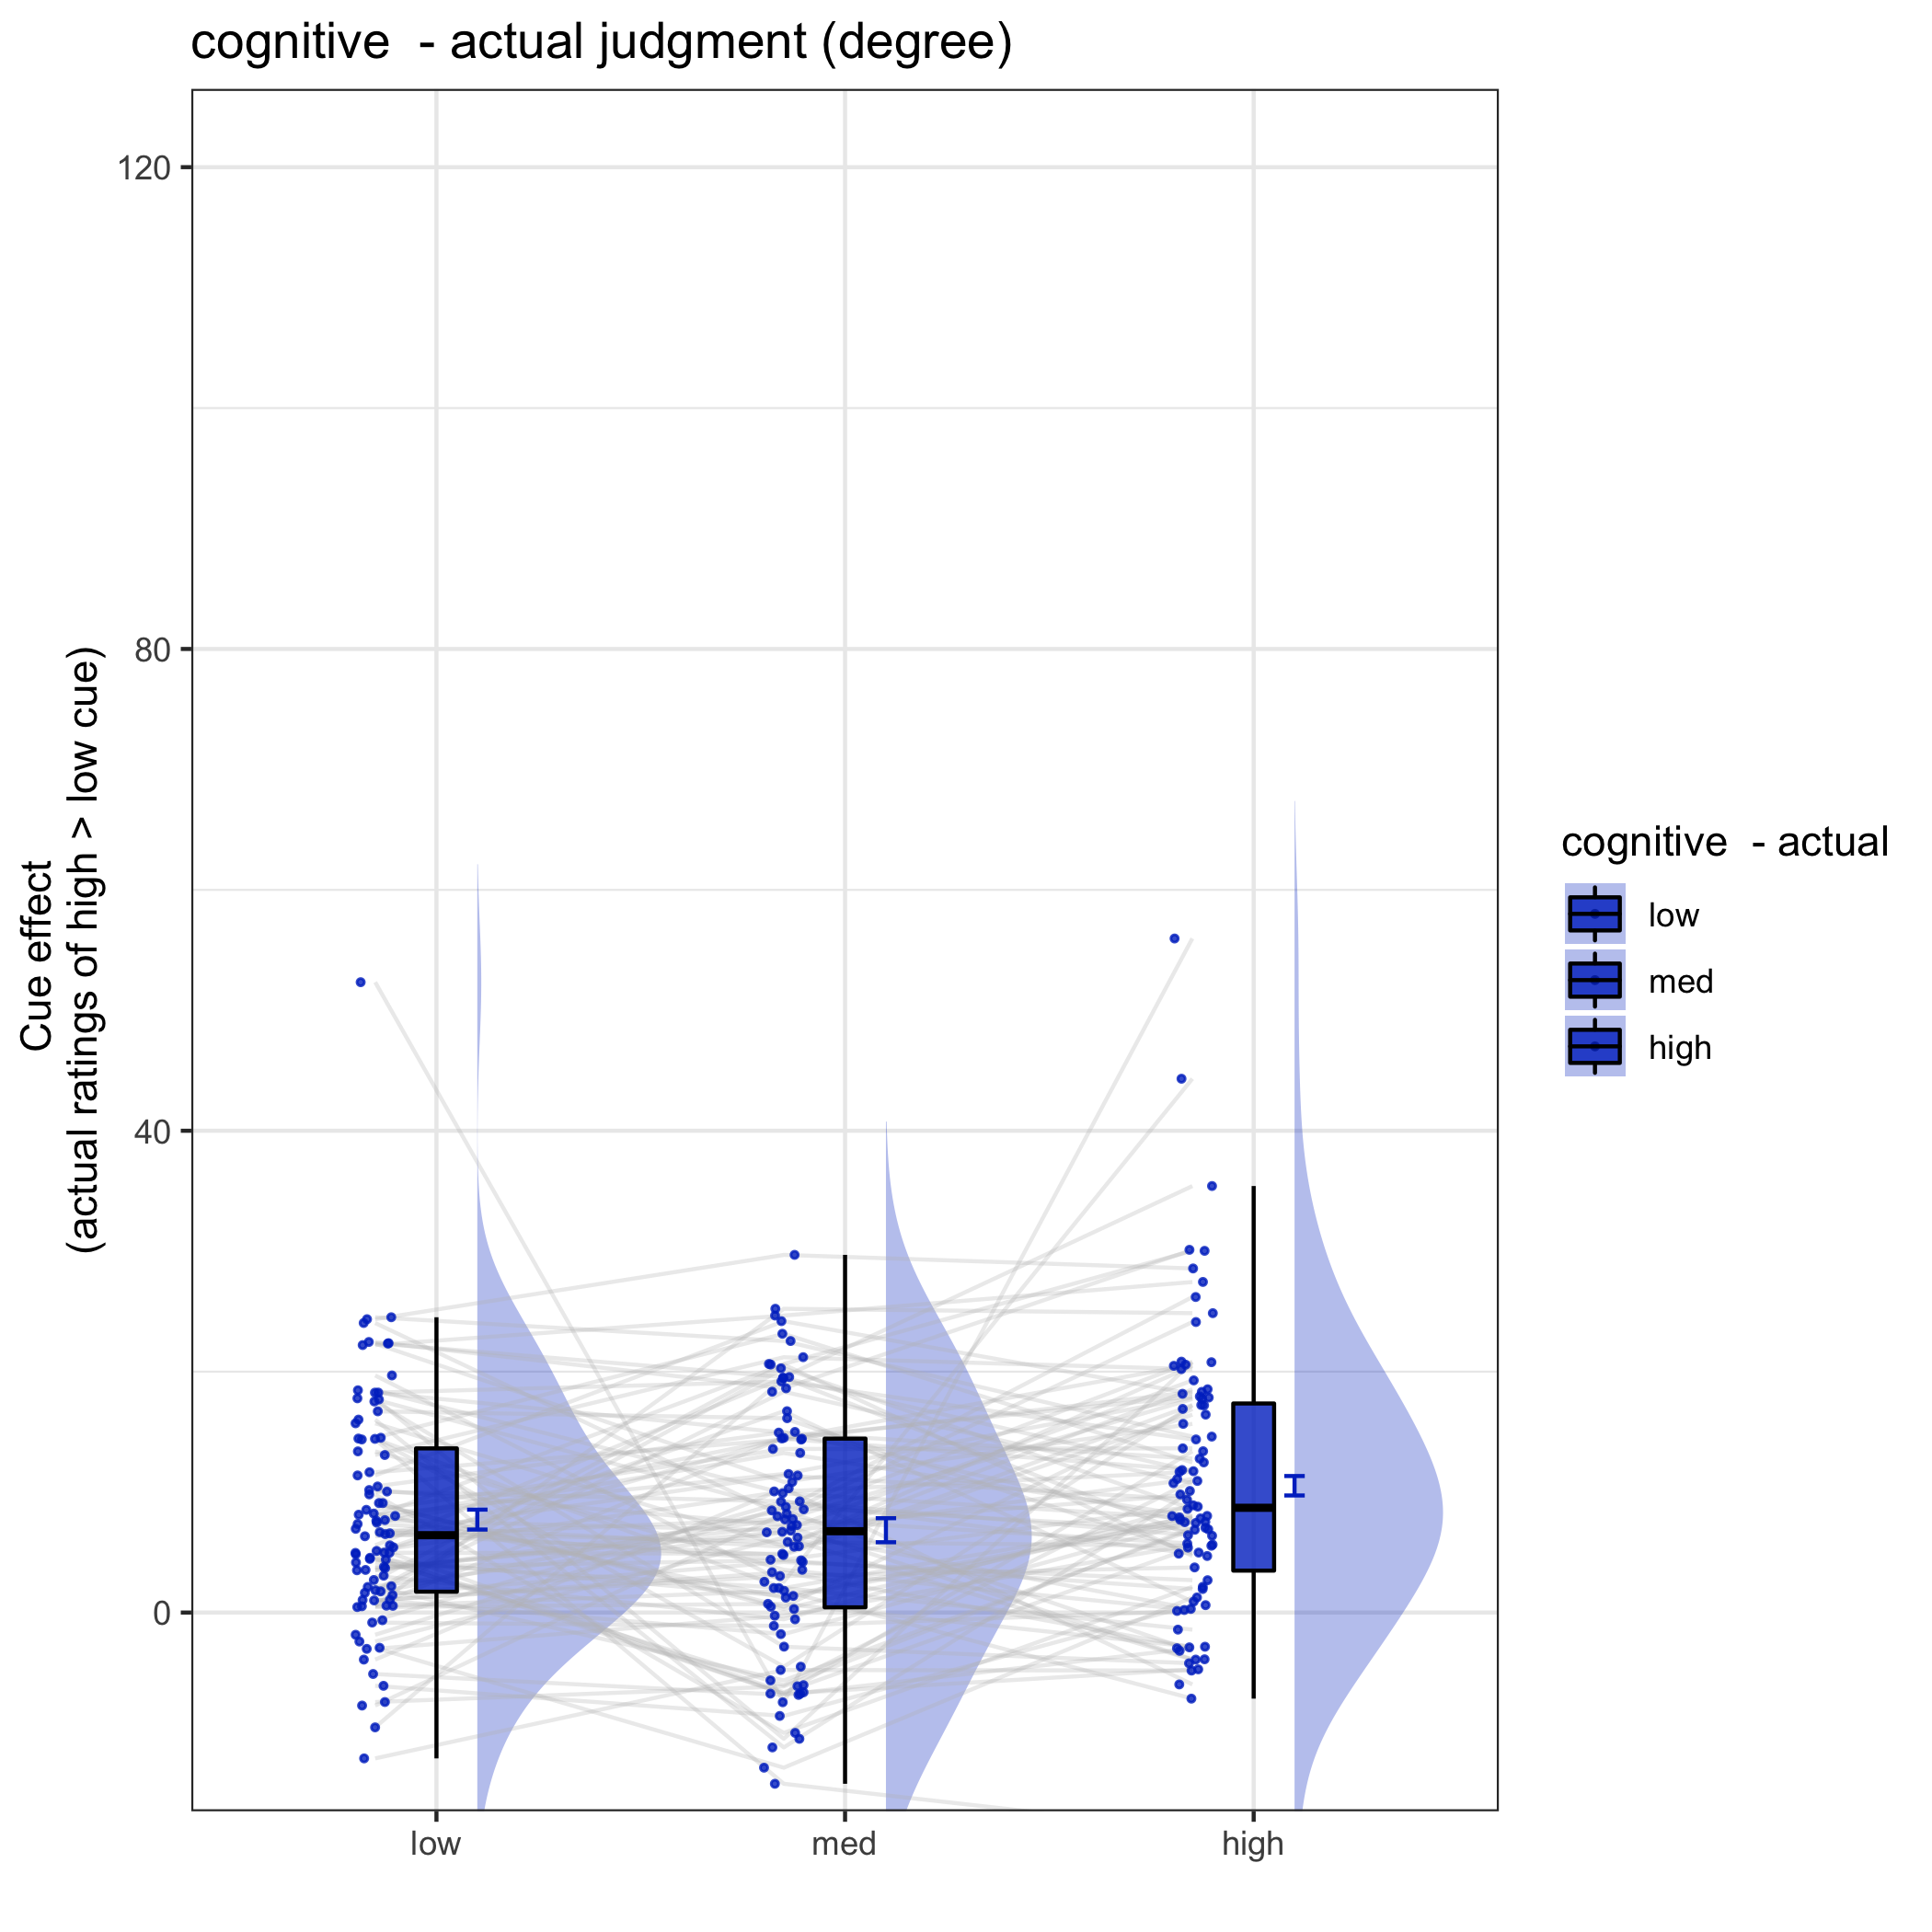 cognitive  - actual judgment (degree)
Cue effect
(actual ratings of high > low cue)
120
80
40
0
low
med
high
cognitive  - actual
low
med
high